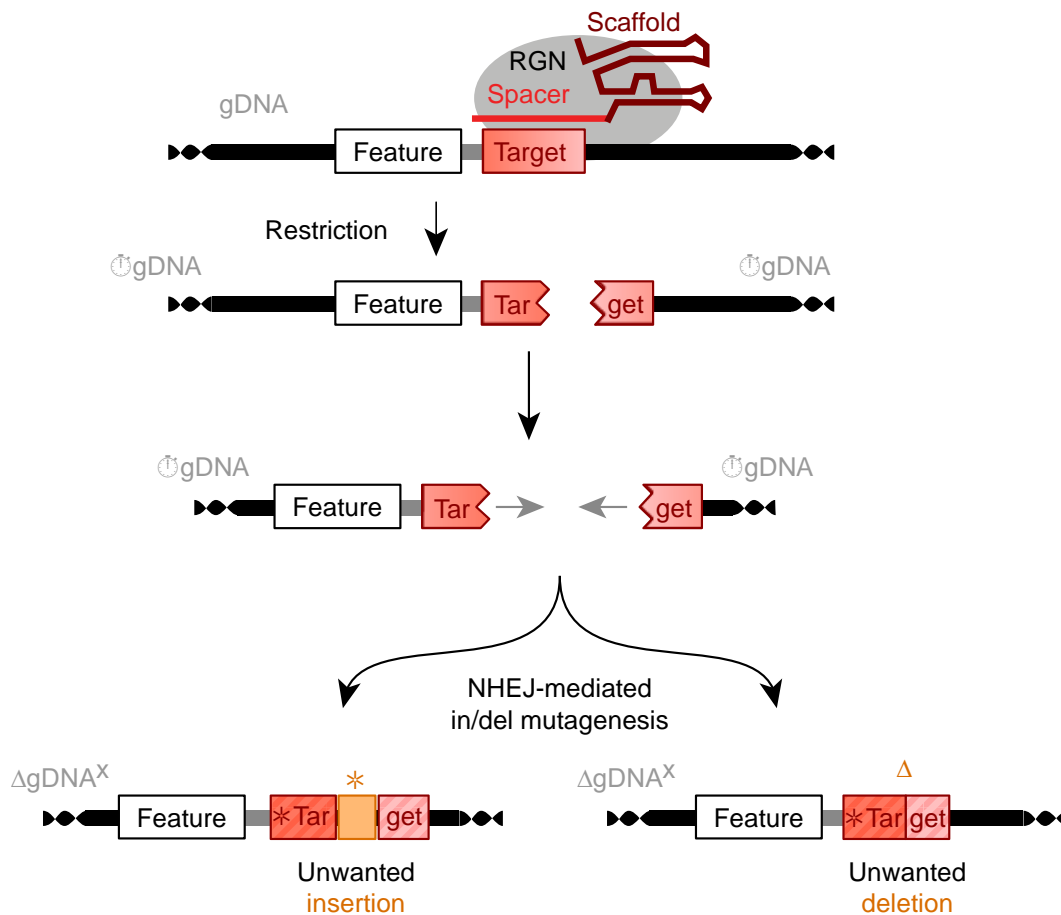 Scaffold
RGN
Spacer
gDNA
Feature
Target
Restriction
⏱gDNA
⏱gDNA
Feature
Tar
get
⏱gDNA
⏱gDNA
Feature
Tar
get
NHEJ-mediated
in/del mutagenesis
ΔgDNAˣ
*
Feature
*Tar
get
Unwanted
insertion
ΔgDNAˣ
Δ
Feature
*Tar
get
Unwanted
deletion